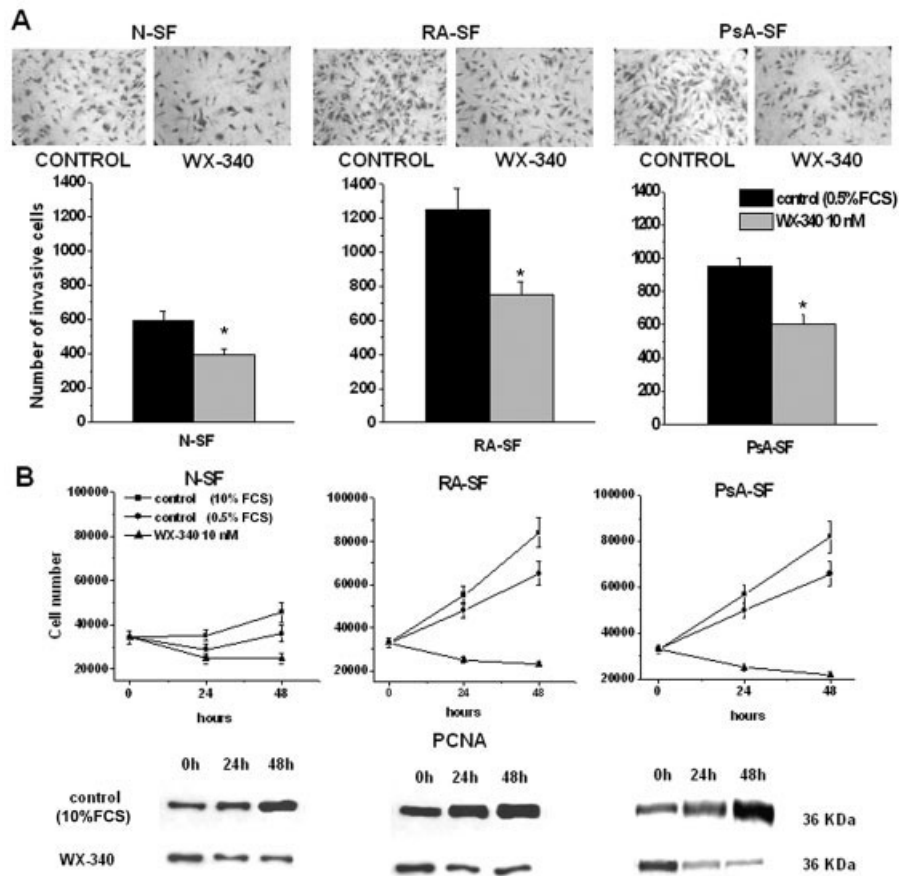 A
N-SF RA-SF PsA-SF
CONTROL WX-340 CONTROL WX-340 CONTROL WX-340
Number of invasive cells
1400
1200
1000
800
600
400
200
0
*
N-SF
1400
1200
1000
800
600
400
200
0
*
RA-SF
1400
1200
1000
800
600
400
200
0
control (0.5%FCS)
WX-340 10 nM
*
PsA-SF
B
N-SF
Cell number
100000
80000
60000
40000
20000
control (10% FCS)
control (0.5% FCS)
WX-340 10 nM
0 24 48
hours
RA-SF
100000
80000
60000
40000
20000
0 24 48
hours
PsA-SF
100000
80000
60000
40000
20000
0 24 48
hours
PCNA
0h 24h 48h 0h 24h 48h 0h 24h 48h
control
(10%FCS)
36 KDa
WX-340
36 KDa